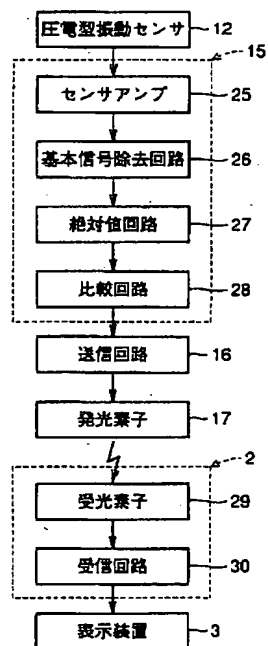 圧電型振動センサ 12
15
センサアンプ 25
基本信号除去回路 26
絶対値回路 27
比較回路 28
送信回路 16
発光素子 17
2
受光素子 29
受信回路 30
表示装置 3